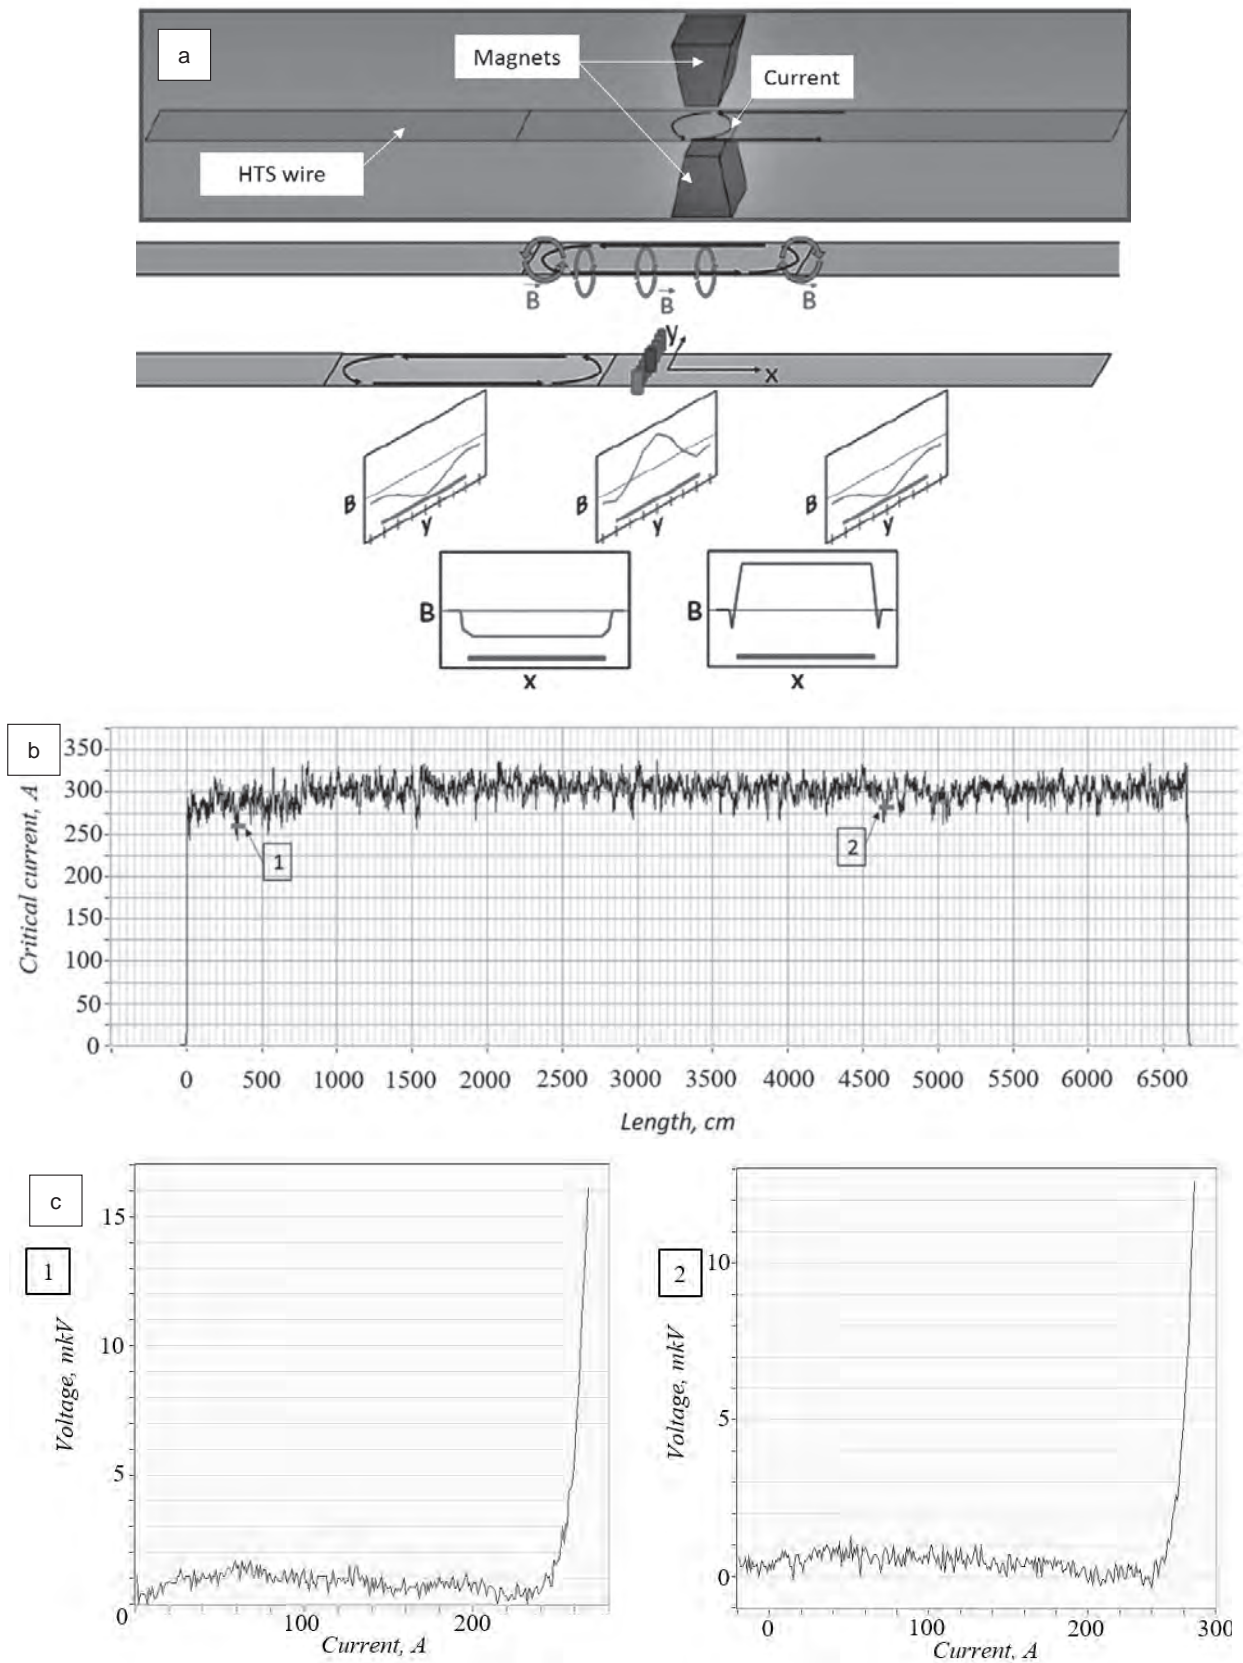 a
Magnets
Current
HTS wire
B
B
B
y
x
B
y
B
y
B
y
B
x
B
x
b
Critical current, A
350
300
250
200
150
100
50
0
1
2
0 500 1000 1500 2000 2500 3000 3500 4000 4500 5000 5500 6000 6500
Length, cm
c
1
Voltage, mkV
15
10
5
0
100 200
Current, A
2
Voltage, mkV
10
5
0
0 100 200 300
Current, A